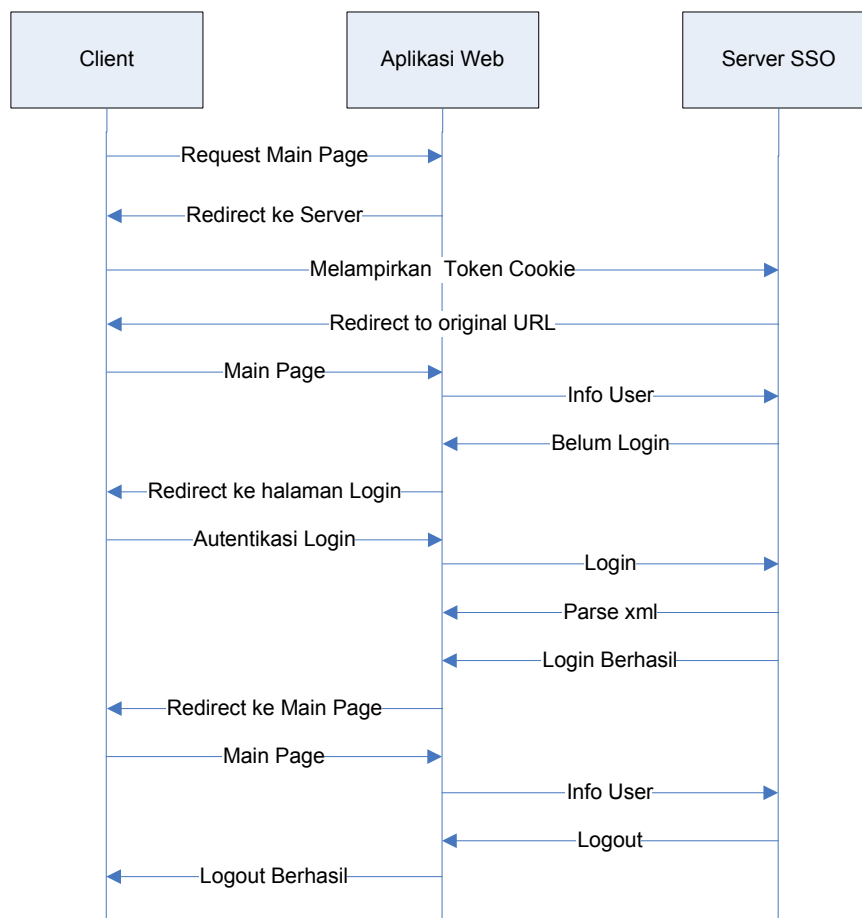 Client
Aplikasi Web
Server SSO
Request Main Page
Redirect ke Server
Melampirkan Token Cookie
Redirect to original URL
Main Page
Info User
Belum Login
Redirect ke halaman Login
Autentikasi Login
Login
Parse xml
Login Berhasil
Redirect ke Main Page
Main Page
Info User
Logout
Logout Berhasil